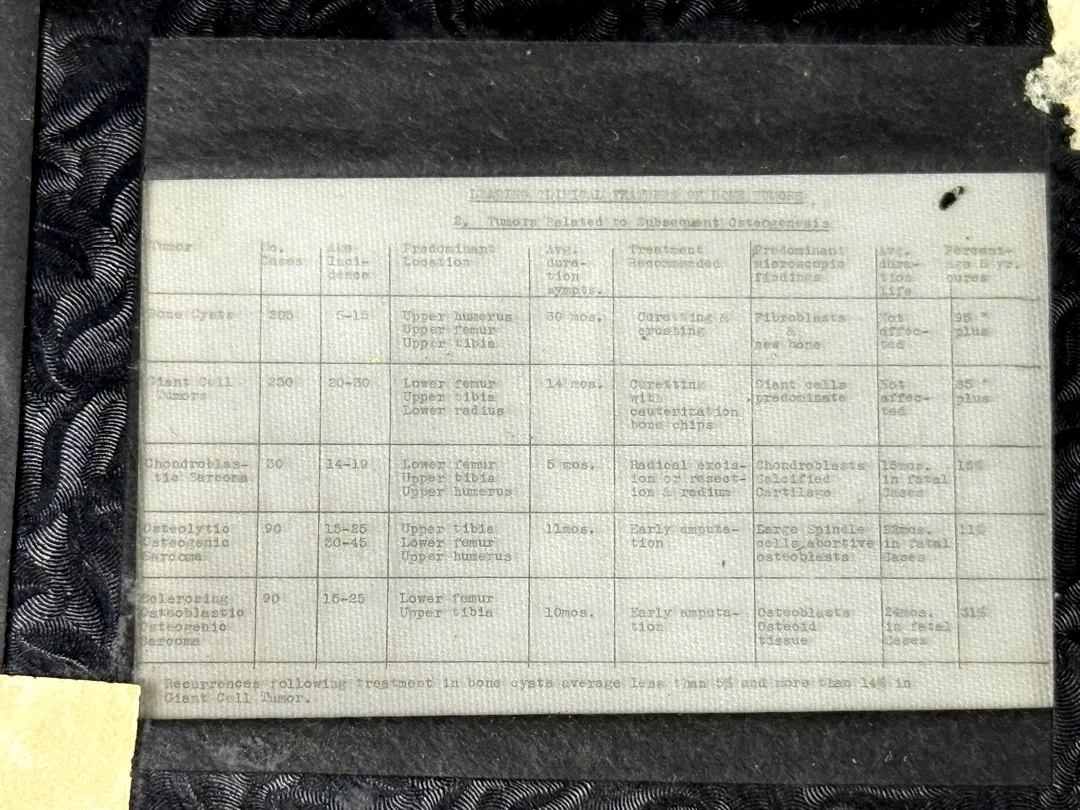 LEADING CLINICAL FEATURES OF BONE TUMORS
2. Tumors Related to Subsequent Osteogenesis
Tumor | No. Cases | Age Inci-dence | Predominant Location | Avg. dura-tion sympts. | Treatment Recommended | Predominant microscopic findings | Avg. dura-tion life | Percent-age 5 yr. cures
Bone Cysts | 205 | 5-15 | Upper humerus Upper femur Upper tibia | 30 mos. | Curetting & crushing | Fibroblasts & new bone | Not affec-ted | 95 " plus
Giant Cell Tumors | 230 | 20-30 | Lower femur Upper tibia Lower radius | 14 mos. | Curetting with cauterization bone chips | Giant cells predominate | Not affec-ted | 85 " plus
Chondroblas-tic Sarcoma | 30 | 14-19 | Lower femur Upper tibia Upper humerus | 5 mos. | Radical excis-ion or resect-ion & radium | Chondroblasts Calcified Cartilage | 15mos. in fatal Cases | 15%
Osteolytic Osteogenic Sarcoma | 90 | 15-25 30-45 | Upper tibia Lower femur Upper humerus | 11mos. | Early amputa-tion | Large Spindle cells, abortive osteoblasts | 22mos. in fatal Cases | 11%
Sclerosing Osteoblastic Osteogenic Sarcoma | 90 | 15-25 | Lower femur Upper tibia | 10mos. | Early amputa-tion | Osteoblasts Osteoid tissue | 24mos. in fatal Cases | 31%
Recurrences following treatment in bone cysts average less than 5% and more than 14% in
Giant Cell Tumor.